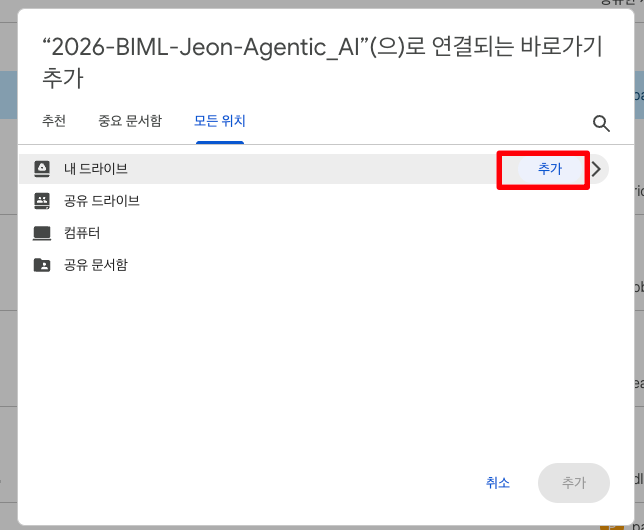 “2026-BIML-Jeon-Agentic_AI”(으)로 연결되는 바로가기
추가
추천 중요 문서함 모든 위치
내 드라이브 추가
공유 드라이브
컴퓨터
공유 문서함
취소 추가